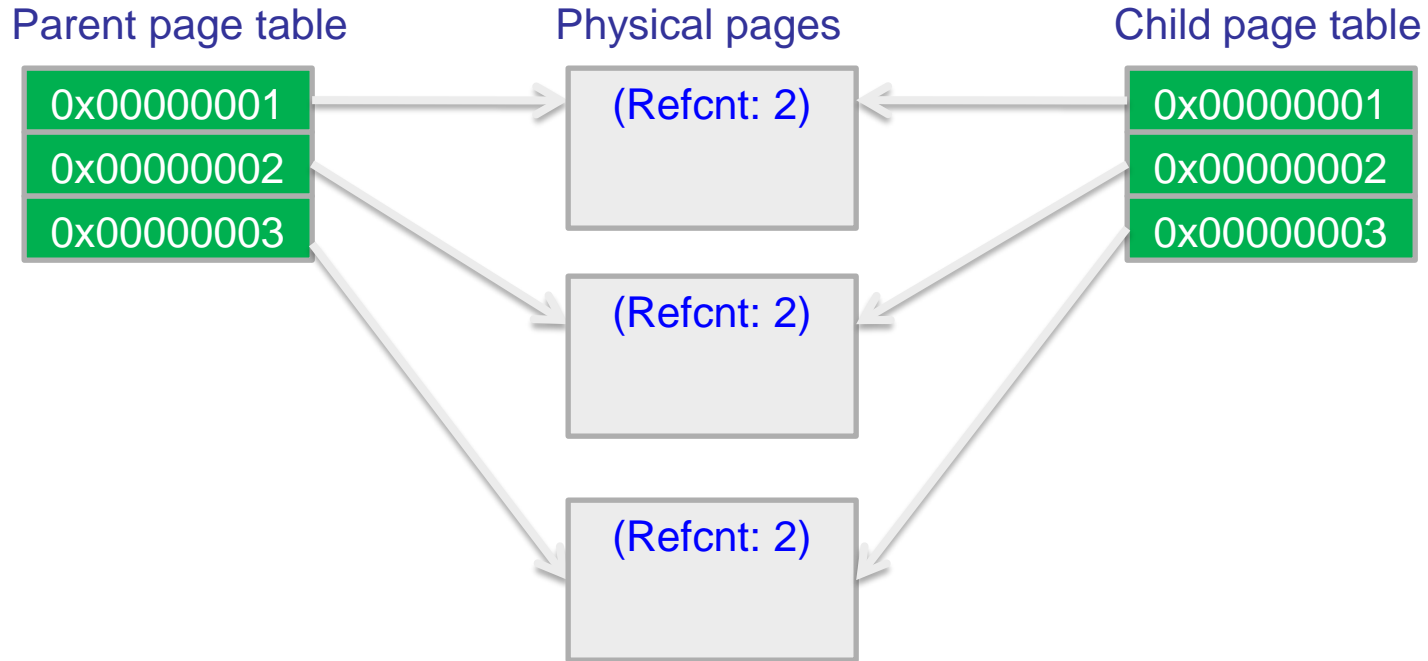 Parent page table
Physical pages
Child page table
0x00000001
(Refcnt: 2)
0x00000001
0x00000002
0x00000002
0x00000003
0x00000003
(Refcnt: 2)
(Refcnt: 2)